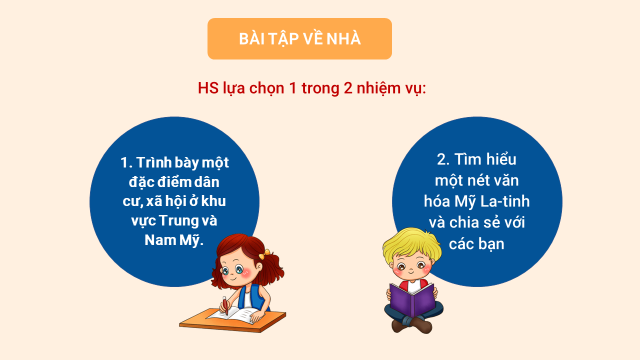 BÀI TẬP VỀ NHÀ
HS lựa chọn 1 trong 2 nhiệm vụ:
1. Trình bày một
đặc điểm dân
cư, xã hội ở khu
vực Trung và
Nam Mỹ.
2. Tìm hiểu
một nét văn
hóa Mỹ La-tinh
và chia sẻ với
các bạn